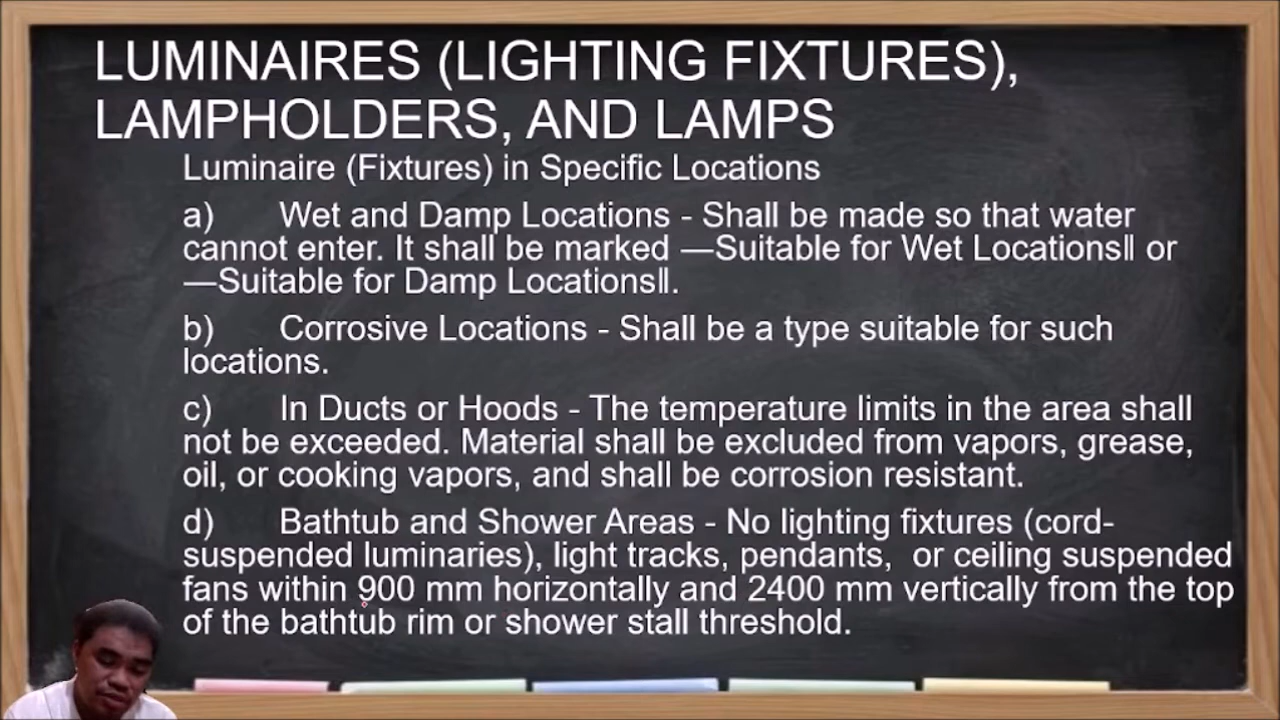 LUMINAIRES (LIGHTING FIXTURES),
LAMPHOLDERS, AND LAMPS
Luminaire (Fixtures) in Specific Locations
a) Wet and Damp Locations - Shall be made so that water
cannot enter. It shall be marked ―Suitable for Wet Locations‖ or
―Suitable for Damp Locations‖.
b) Corrosive Locations - Shall be a type suitable for such
locations.
c) In Ducts or Hoods - The temperature limits in the area shall
not be exceeded. Material shall be excluded from vapors, grease,
oil, or cooking vapors, and shall be corrosion resistant.
d) Bathtub and Shower Areas - No lighting fixtures (cord-
suspended luminaries), light tracks, pendants, or ceiling suspended
fans within 900 mm horizontally and 2400 mm vertically from the top
of the bathtub rim or shower stall threshold.